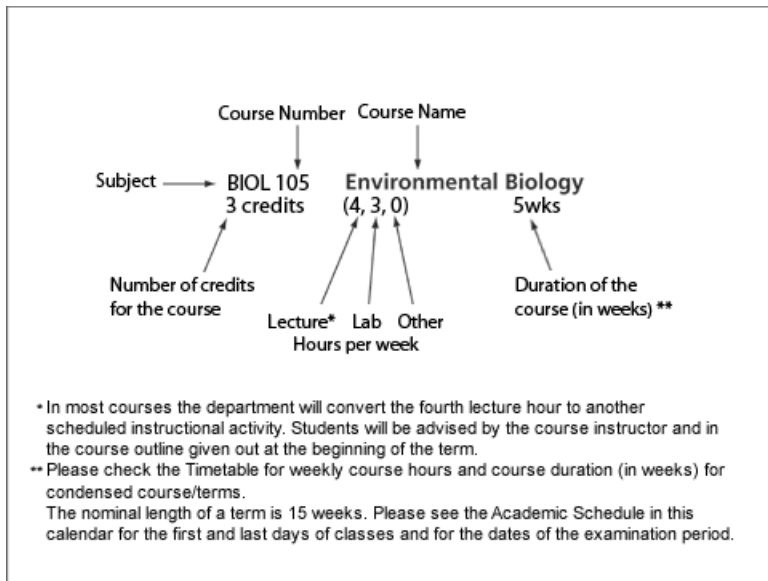 Course Number Course Name
Subject BIOL 105 Environmental Biology
3 credits (4, 3, 0) 5wks
Number of credits
for the course
Lecture* Lab Other
Hours per week
Duration of the
course (in weeks) **
* In most courses the department will convert the fourth lecture hour to another
scheduled instructional activity. Students will be advised by the course instructor and in
the course outline given out at the beginning of the term.
** Please check the Timetable for weekly course hours and course duration (in weeks) for
condensed course/terms.
The nominal length of a term is 15 weeks. Please see the Academic Schedule in this
calendar for the first and last days of classes and for the dates of the examination period.